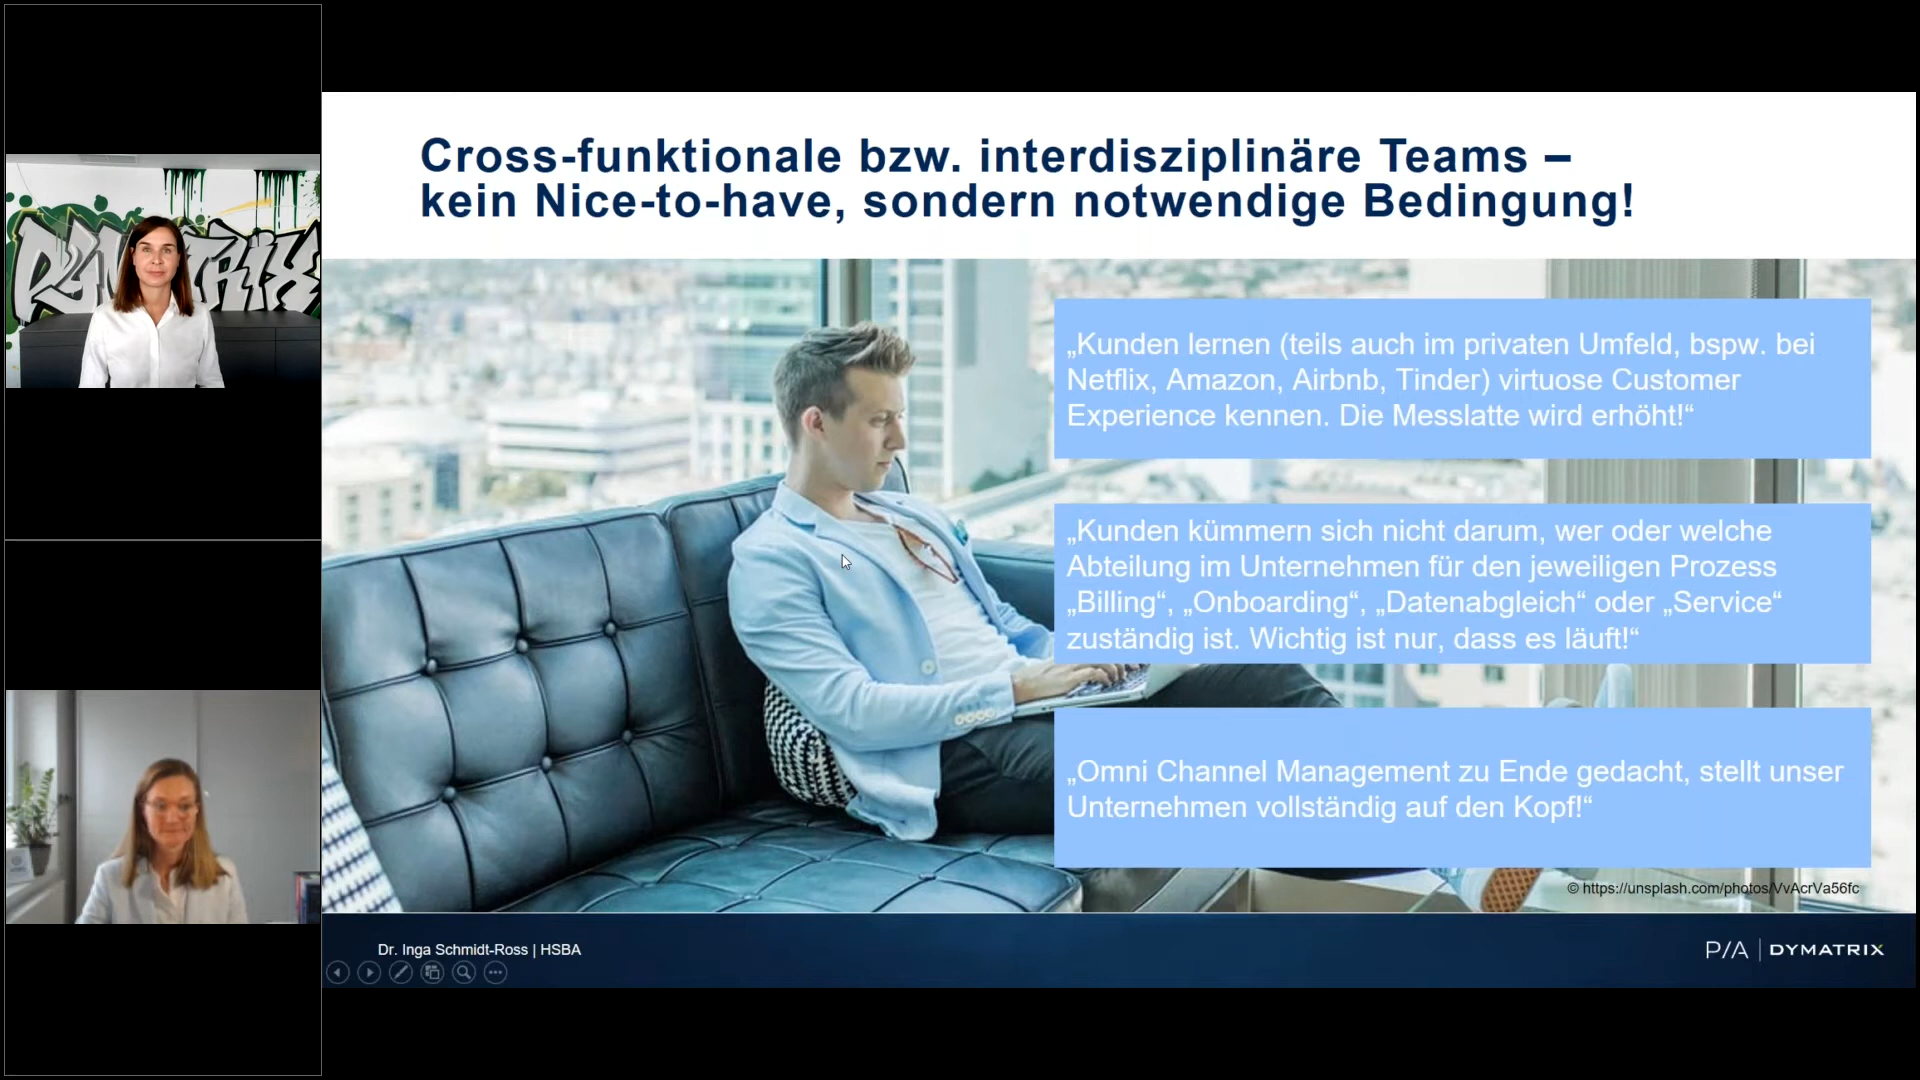 Cross-funktionale bzw. interdisziplinäre Teams –
kein Nice-to-have, sondern notwendige Bedingung!
„Kunden lernen (teils auch im privaten Umfeld, bspw. bei
Netflix, Amazon, Airbnb, Tinder) virtuose Customer
Experience kennen. Die Messlatte wird erhöht!“
„Kunden kümmern sich nicht darum, wer oder welche
Abteilung im Unternehmen für den jeweiligen Prozess
„Billing“, „Onboarding“, „Datenabgleich“ oder „Service“
zuständig ist. Wichtig ist nur, dass es läuft!“
„Omni Channel Management zu Ende gedacht, stellt unser
Unternehmen vollständig auf den Kopf!“
© https://unsplash.com/photos/VvAcrVa56fc
Dr. Inga Schmidt-Ross | HSBA
P/A | DYMATRIX
DYMATRIX